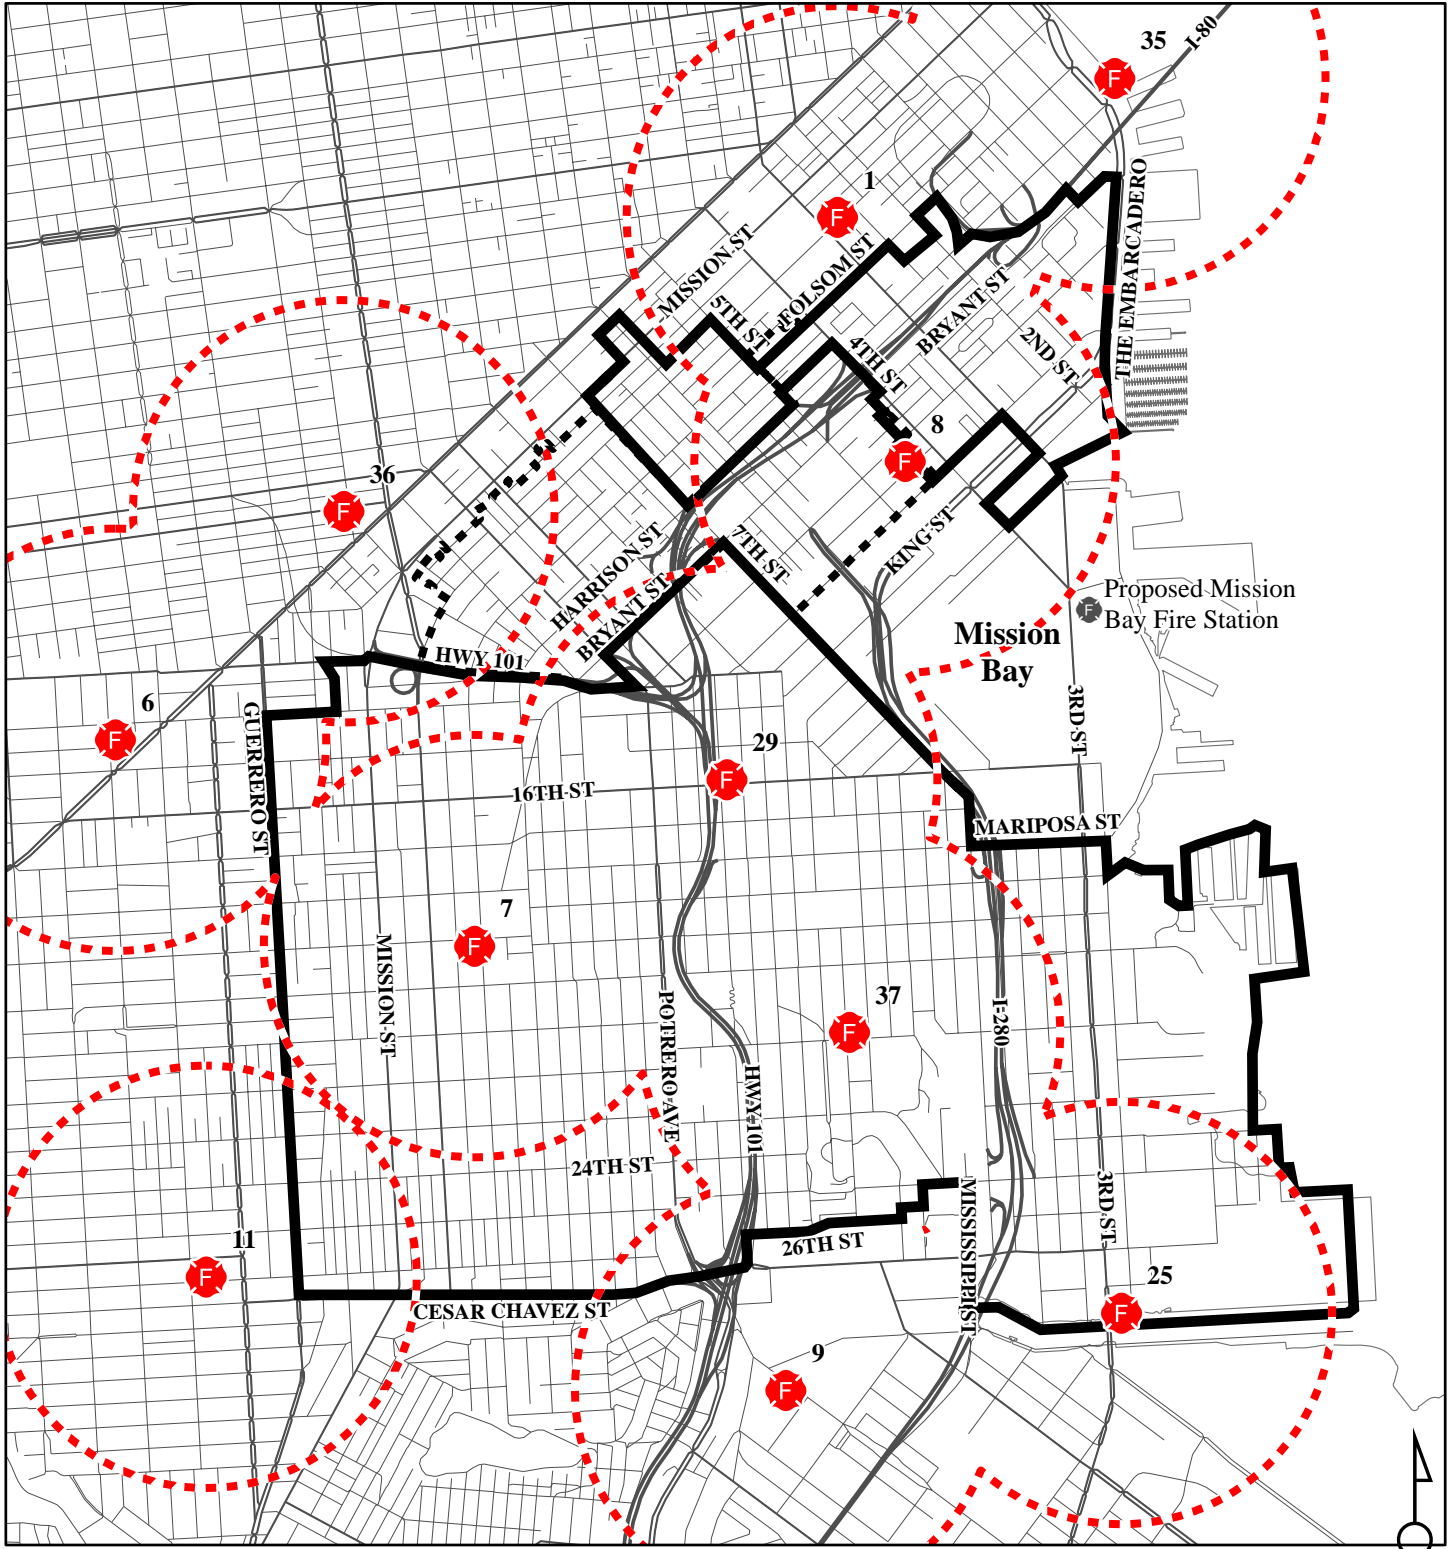 35
I-80
1
MISSION ST
FOLSOM ST
5TH ST
THE EMBARCADERO
BRYANT ST
2ND ST
4TH ST
8
36
F
F
F
F
7TH ST
HARRISON ST
BRYANT ST
KING ST
F
Proposed Mission
Bay Fire Station
Mission
Bay
HWY 101
6
F
GUERRERO ST
3RD ST
29
F
16TH ST
MARIPOSA ST
7
F
MISSION ST
37
F
POTRERO AVE
I-280
HWY 101
24TH ST
3RD ST
MISSISSIPPI ST
11
F
26TH ST
25
F
CESAR CHAVEZ ST
9
F